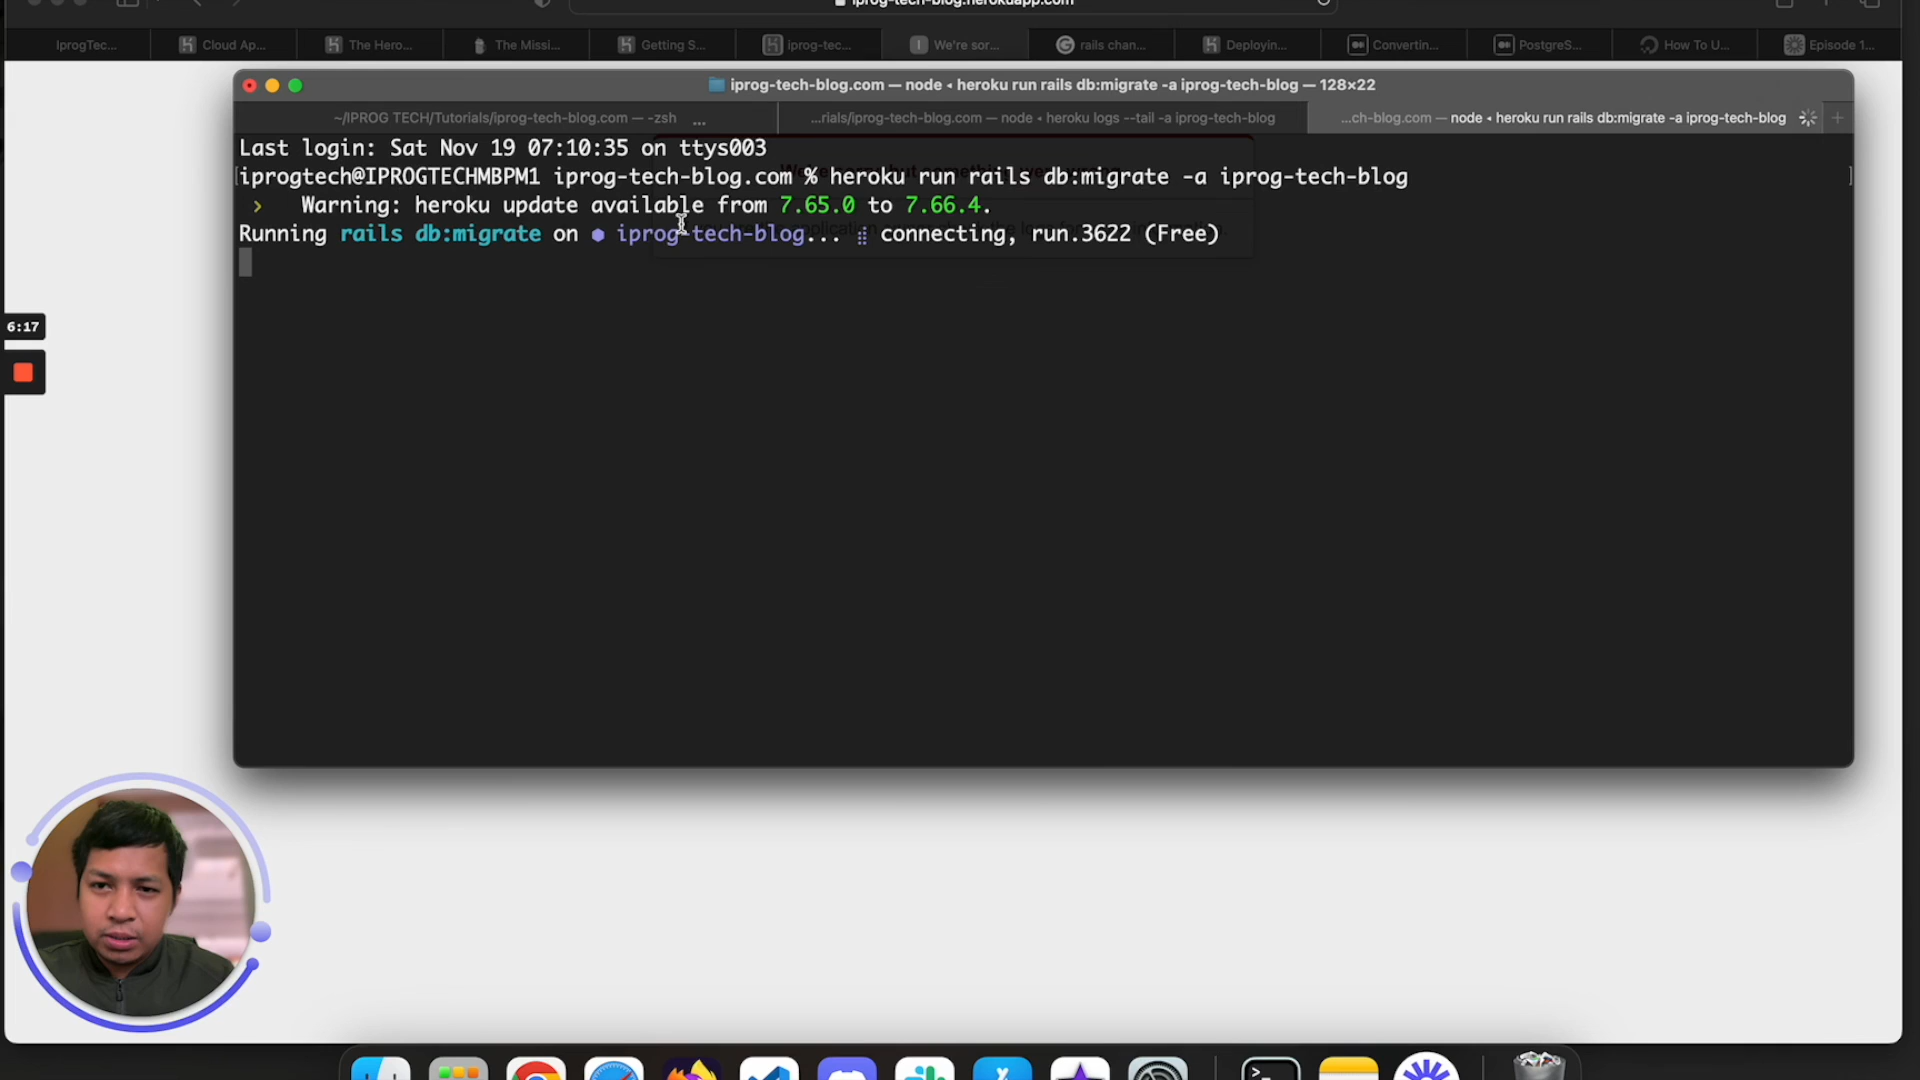 iprog-tech-blog.herokuapp.com
IprogTec...
Cloud Ap...
The Hero...
The Missi...
Getting S...
iprog-tec...
We're sor...
rails chan...
Deployin...
Convertin...
PostgreS...
How To U...
Episode 1...
iprog-tech-blog.com — node ◂ heroku run rails db:migrate -a iprog-tech-blog — 128×22
~/IPROG TECH/Tutorials/iprog-tech-blog.com — -zsh ...
...rials/iprog-tech-blog.com — node ◂ heroku logs --tail -a iprog-tech-blog
...ch-blog.com — node ◂ heroku run rails db:migrate -a iprog-tech-blog
Last login: Sat Nov 19 07:10:35 on ttys003
iprogtech@IPROGTECHMBPM1 iprog-tech-blog.com % heroku run rails db:migrate -a iprog-tech-blog
› Warning: heroku update available from 7.65.0 to 7.66.4.
Running rails db:migrate on ⬢ iprog-tech-blog... ⣾ connecting, run.3622 (Free)
6:17